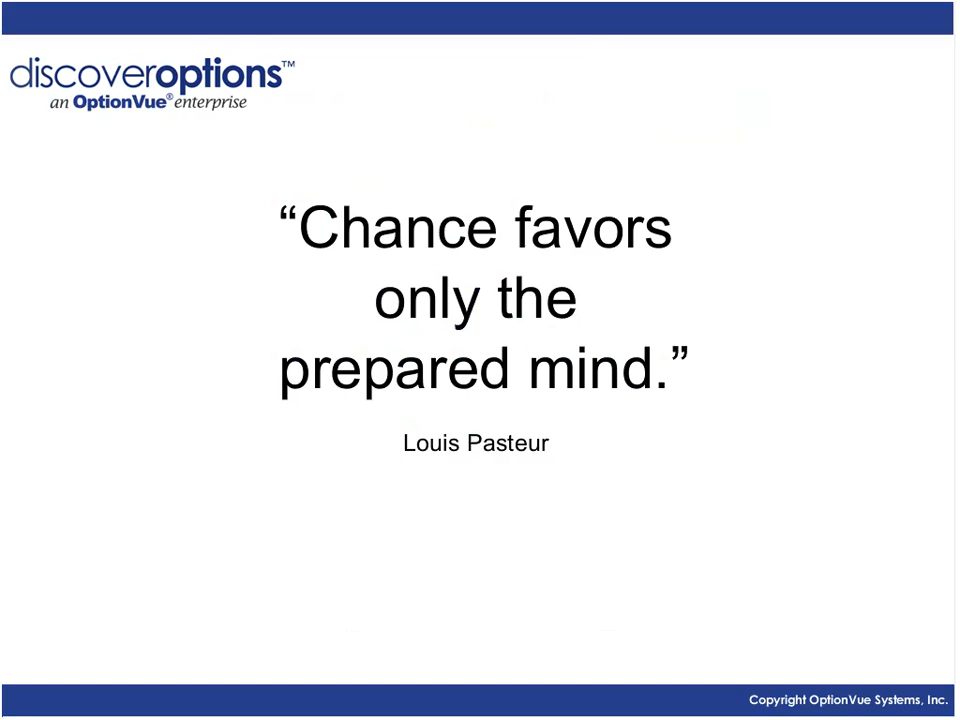 discoveroptions™
an OptionVue® enterprise
“Chance favors
only the
prepared mind.”
Louis Pasteur
Copyright OptionVue Systems, Inc.